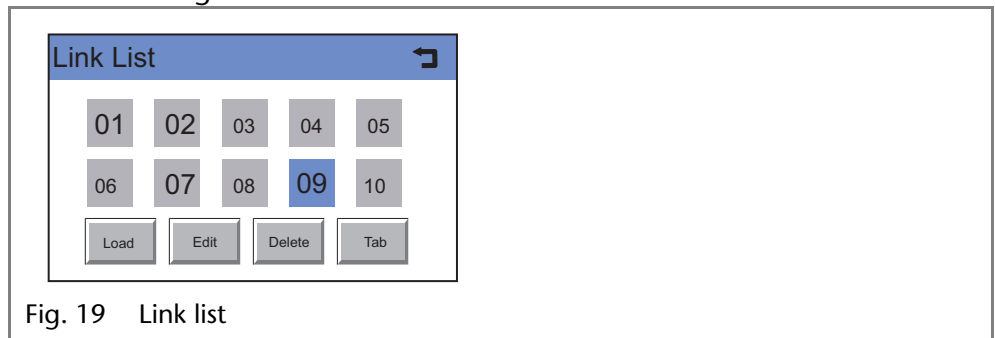 Link List
01 02 03 04 05
06 07 08 09 10
Load Edit Delete Tab
Fig. 19 Link list